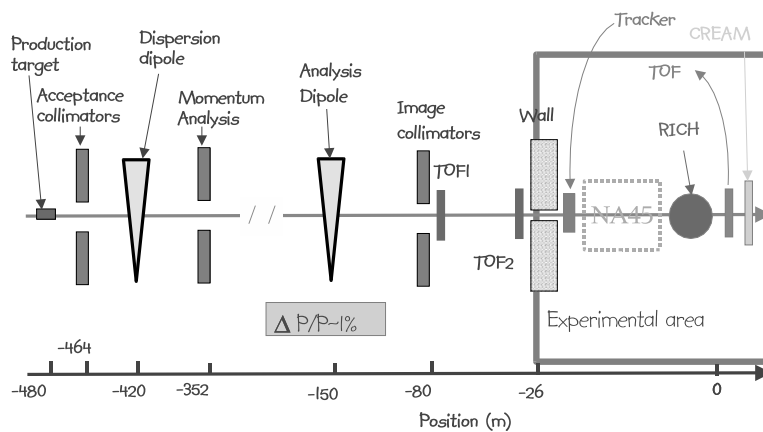 Tracker
CREAM
Production
target
Dispersion
dipole
Analysis
Dipole
TOF
Acceptance
collimators
Momentum
Analysis
Image
collimators
Wall
RICH
TOF1
/ /
NA45
TOF2
Δ P/P~1%
Experimental area
-464
-480
-420
-352
-150
-80
-26
0
Position (m)